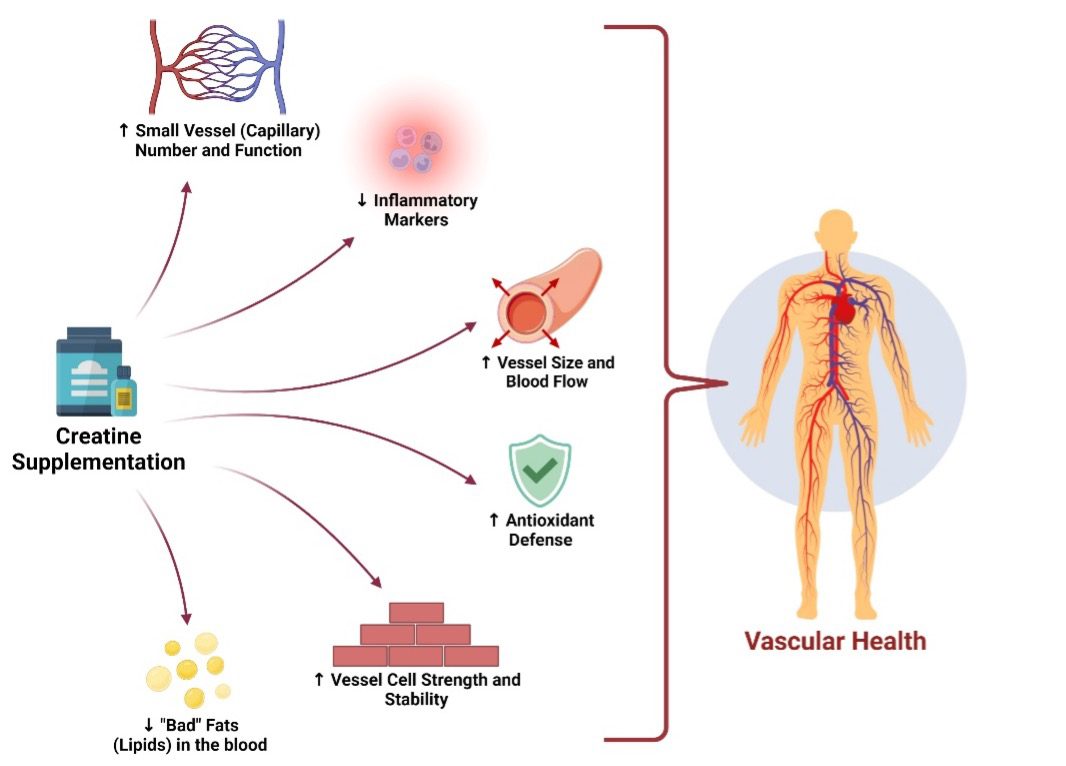 ↑ Small Vessel (Capillary)
Number and Function
↓ Inflammatory
Markers
↑ Vessel Size and
Blood Flow
Creatine
Supplementation
↑ Antioxidant
Defense
↑ Vessel Cell Strength and
Stability
↓ "Bad" Fats
(Lipids) in the blood
Vascular Health